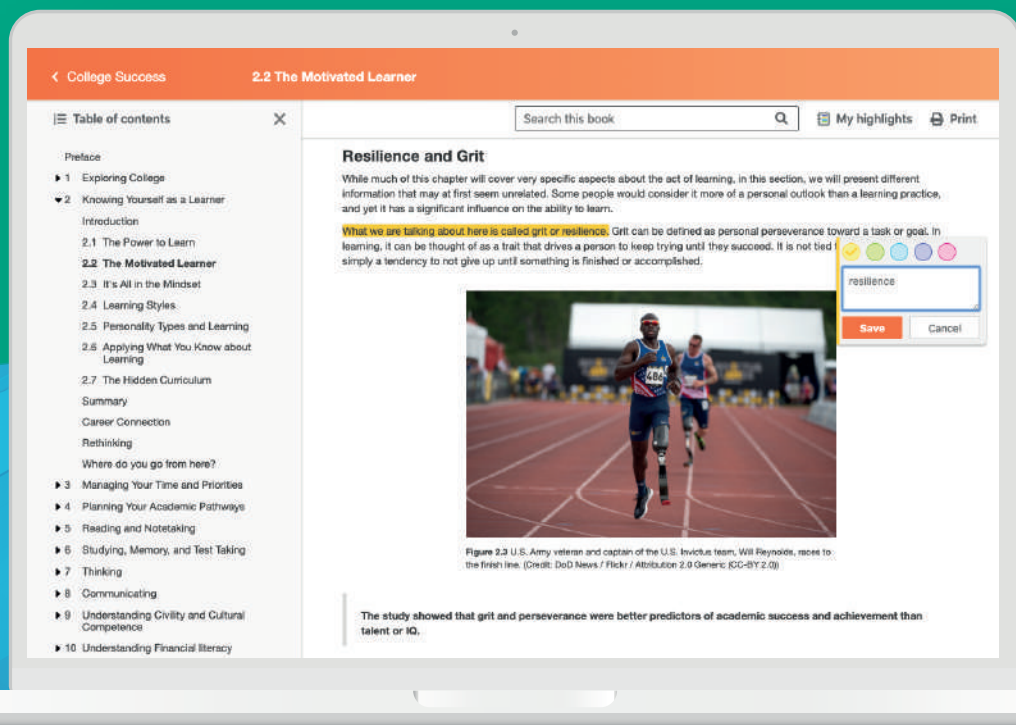 < College Success
2.2 The Motivated Learner
Table of contents
Search this book
My highlights
Print
Preface
1 Exploring College
2 Knowing Yourself as a Learner
Introduction
2.1 The Power to Learn
2.2 The Motivated Learner
2.3 It's All in the Mindset
2.4 Learning Styles
2.5 Personality Types and Learning
2.6 Applying What You Know about
Learning
2.7 The Hidden Curriculum
Summary
Career Connection
Rethinking
Where do you go from here?
3 Managing Your Time and Priorities
4 Planning Your Academic Pathways
5 Reading and Notetaking
6 Studying, Memory, and Test Taking
7 Thinking
8 Communicating
9 Understanding Civility and Cultural
Competence
10 Understanding Financial literacy
Resilience and Grit
While much of this chapter will cover very specific aspects about the act of learning, in this section, we will present different
information that may at first seem unrelated. Some people would consider it more of a personal outlook than a learning practice,
and yet it has a significant influence on the ability to learn.
What we are talking about here is called grit or resilience. Grit can be defined as personal perseverance toward a task or goal. In
learning, it can be thought of as a trait that drives a person to keep trying until they succeed. It is not tied
simply a tendency to not give up until something is finished or accomplished.
resilience
Save
Cancel
486
Figure 2.3 U.S. Army veteran and captain of the U.S. Invictus team, Will Reynolds, races to
the finish line. (Credit: DoD News / Flickr / Attribution 2.0 Generic (CC-BY 2.0))
The study showed that grit and perseverance were better predictors of academic success and achievement than
talent or IQ.